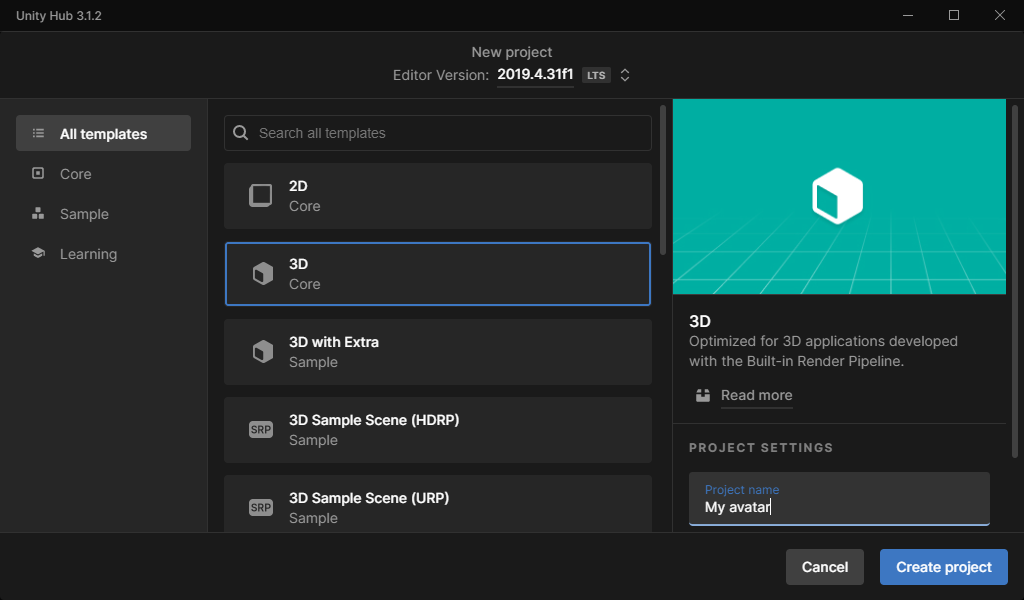 Unity Hub 3.1.2
New project
Editor Version: 2019.4.31f1 LTS
All templates
Core
Sample
Learning
Search all templates
2D
Core
3D
Core
3D with Extra
Sample
SRP
3D Sample Scene (HDRP)
Sample
SRP
3D Sample Scene (URP)
Sample
3D
Optimized for 3D applications developed
with the Built-in Render Pipeline.
Read more
PROJECT SETTINGS
Project name
My avatar
Cancel
Create project